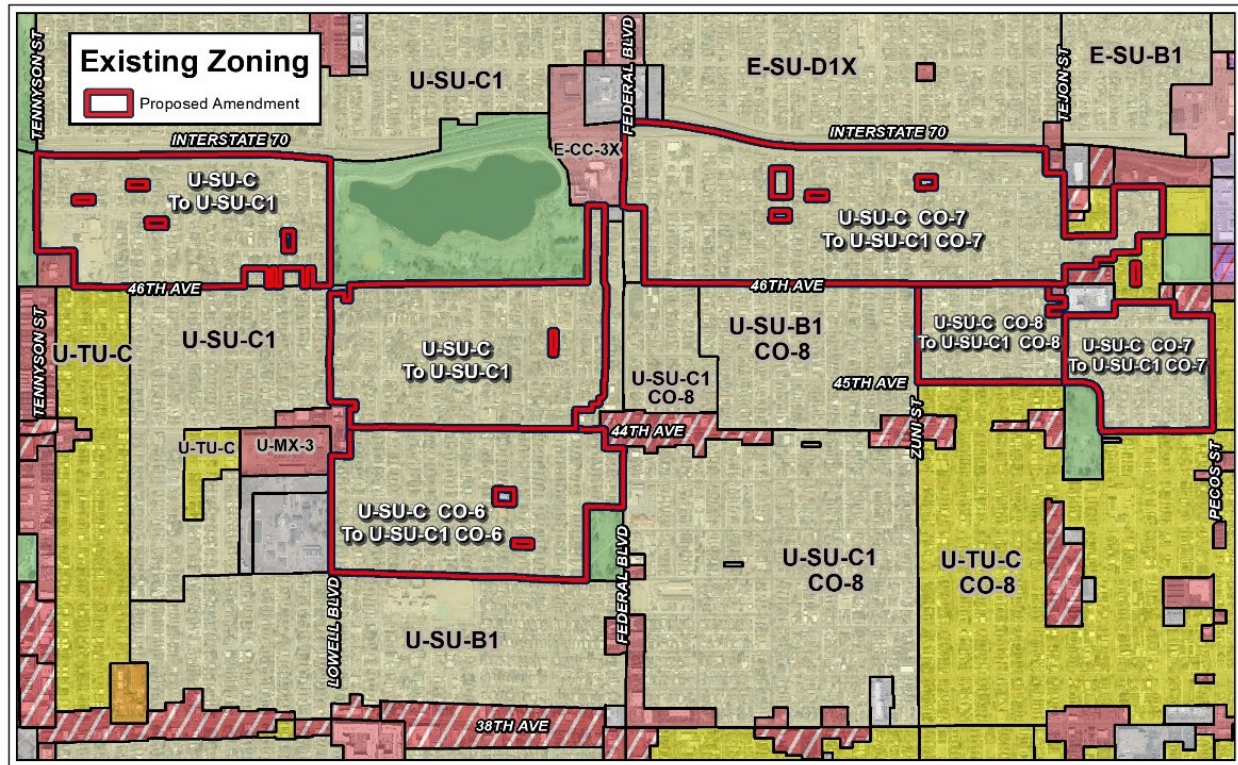 Existing Zoning
Proposed Amendment
TENNYSON ST
U-SU-C1
FEDERAL BLVD
E-SU-D1X
TEJON ST
E-SU-B1
INTERSTATE 70
INTERSTATE 70
E-CC-3X
U-SU-C
To U-SU-C1
U-SU-C CO-7
To U-SU-C1 CO-7
46TH AVE
46TH AVE
TENNYSON ST
U-TU-C
U-SU-C1
U-SU-C
To U-SU-C1
U-SU-C1
CO-8
U-SU-B1
CO-8
45TH AVE
U-SU-C CO-8
To U-SU-C1 CO-8
U-SU-C CO-7
To U-SU-C1 CO-7
44TH AVE
ZUNI ST
U-TU-C
U-MX-3
U-SU-C CO-6
To U-SU-C1 CO-6
FEDERAL BLVD
U-SU-C1
CO-8
U-TU-C
CO-8
PECOS ST
LOWELL BLVD
U-SU-B1
38TH AVE